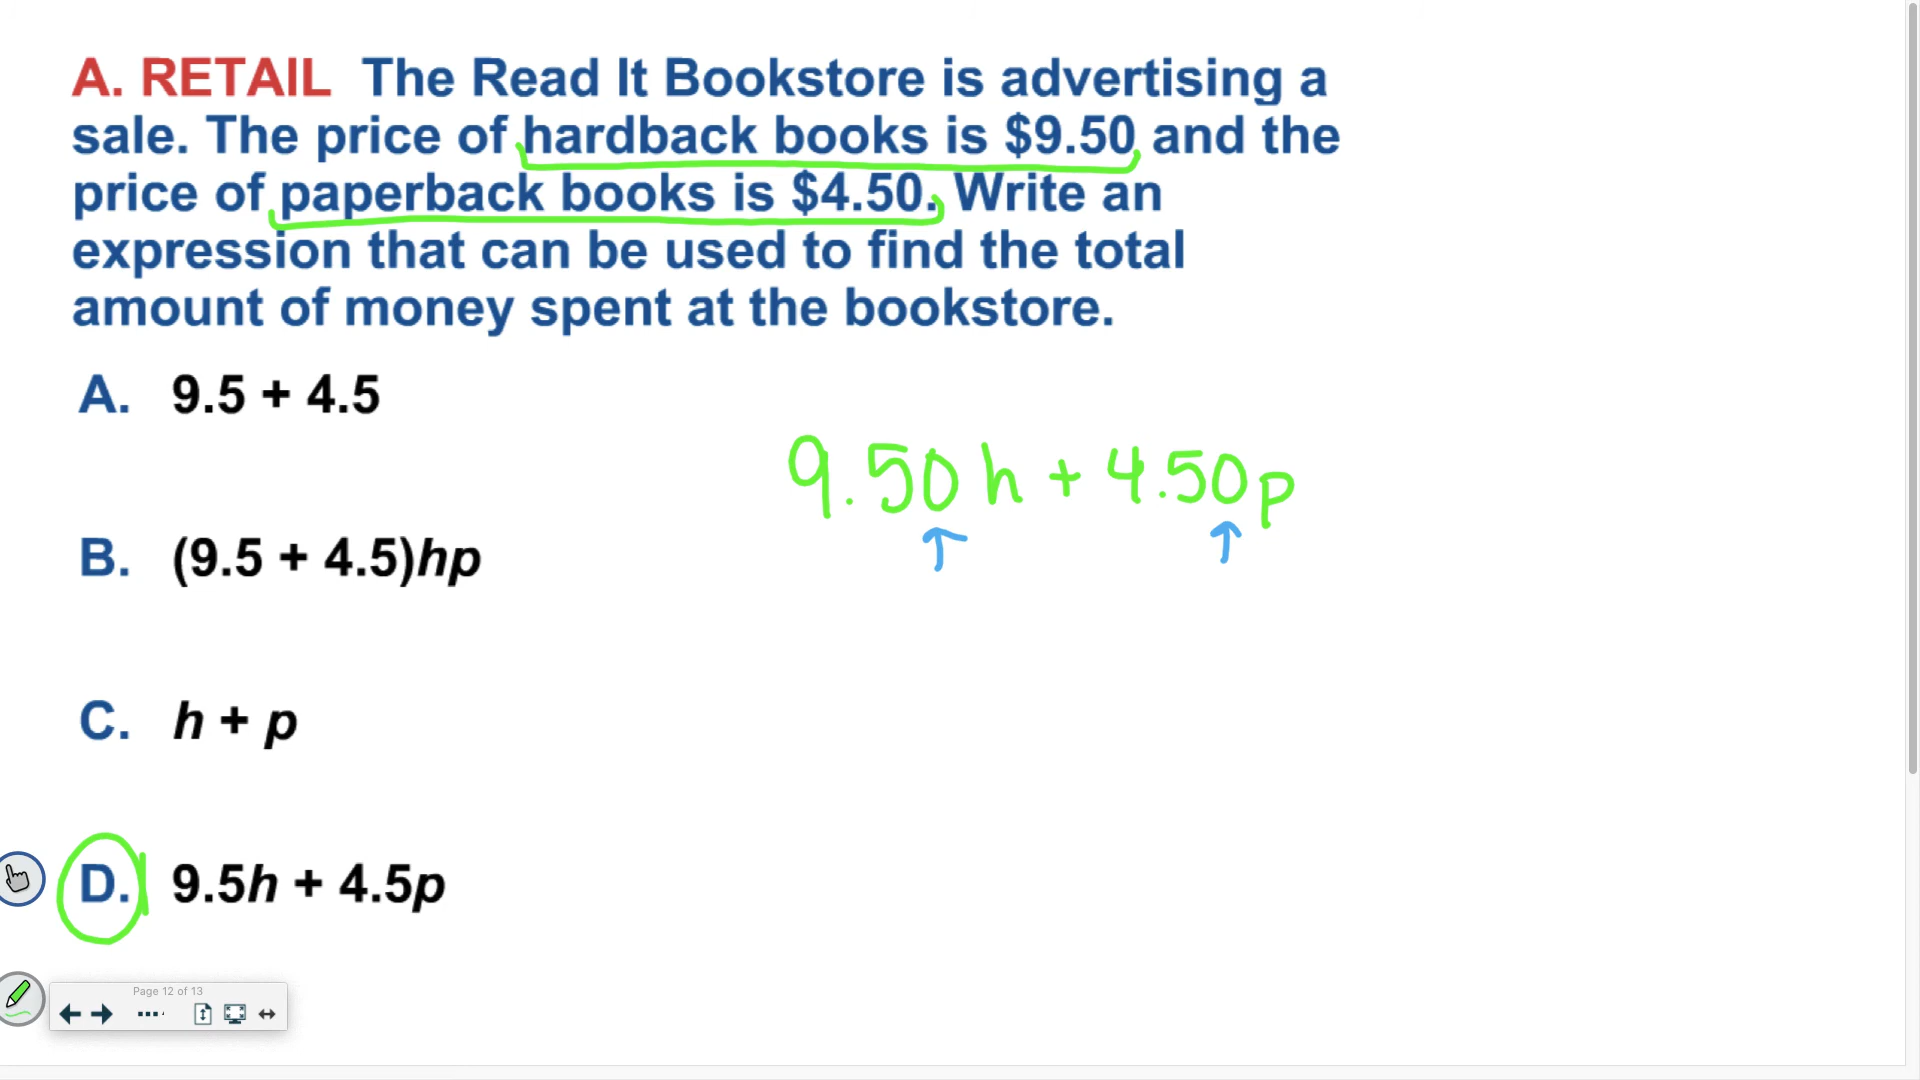 A. RETAIL The Read It Bookstore is advertising a
sale. The price of hardback books is $9.50 and the
price of paperback books is $4.50. Write an
expression that can be used to find the total
amount of money spent at the bookstore.
A. 9.5 + 4.5
9.50h + 4.50p
B. (9.5 + 4.5)hp
C. h + p
D. 9.5h + 4.5p
Page 12 of 13